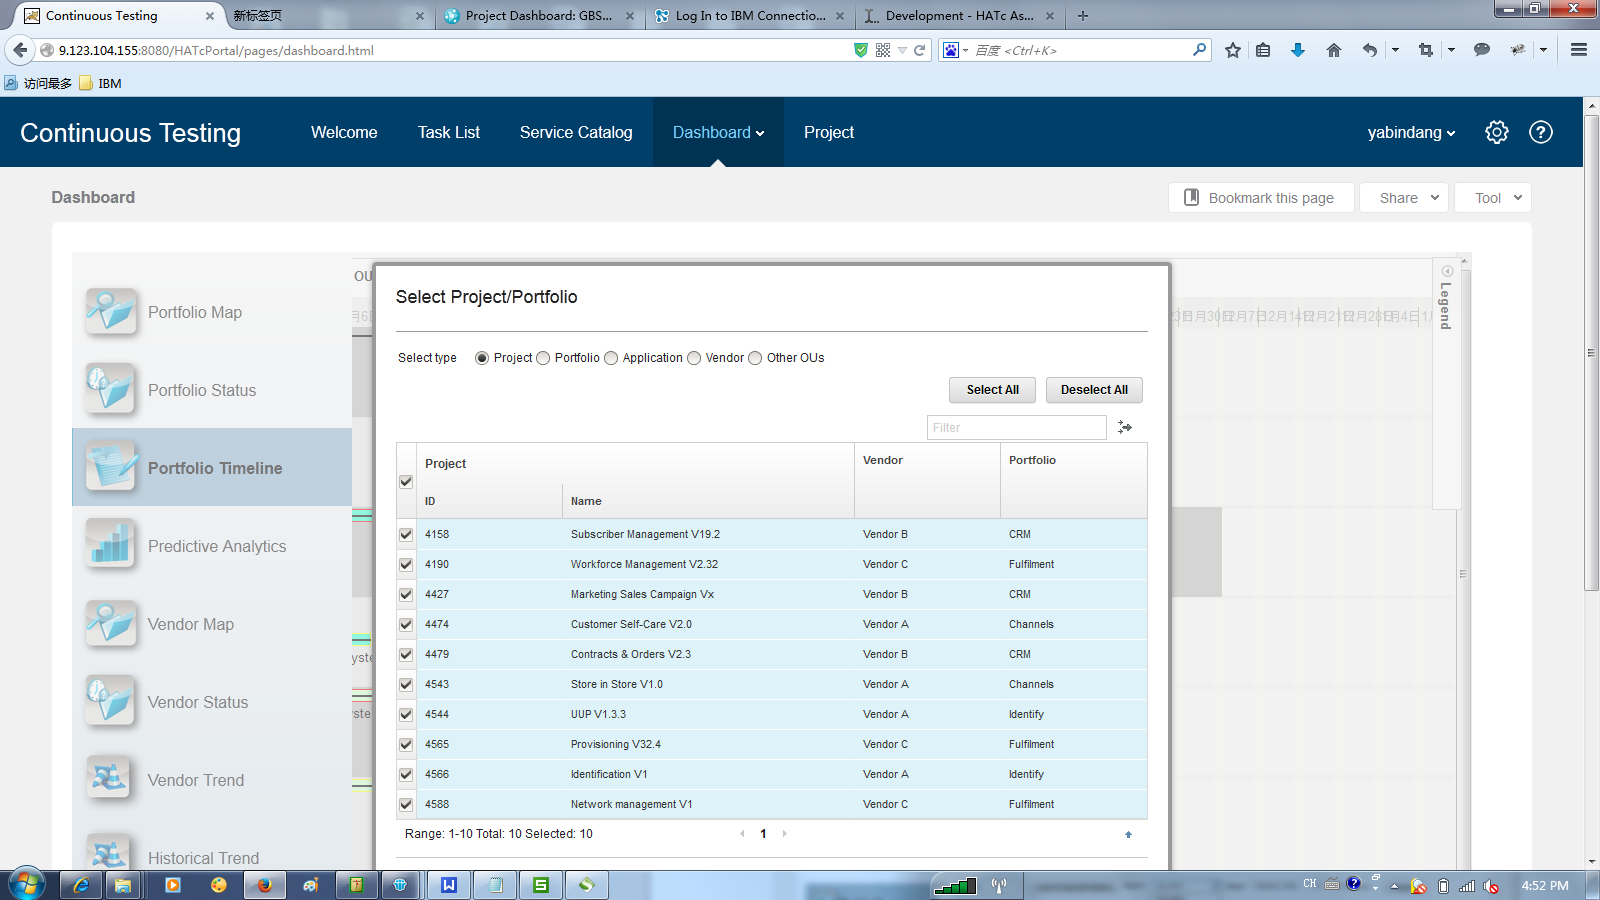 Continuous Testing
新标签页
Project Dashboard: GBS...
Log In to IBM Connectio...
Development - HATc As...
9.123.104.155:8080/HATcPortal/pages/dashboard.html
百度 <Ctrl+K>
访问最多
IBM
Continuous Testing
Welcome
Task List
Service Catalog
Dashboard
Project
yabindang
Dashboard
Bookmark this page
Share
Tool
Portfolio Map
Portfolio Status
Portfolio Timeline
Predictive Analytics
Vendor Map
Vendor Status
Vendor Trend
Historical Trend
OU
Legend
Select Project/Portfolio
Select type Project Portfolio Application Vendor Other OUs
Select All Deselect All
Filter
Project Vendor Portfolio
ID Name
4158 Subscriber Management V19.2 Vendor B CRM
4190 Workforce Management V2.32 Vendor C Fulfilment
4427 Marketing Sales Campaign Vx Vendor B CRM
4474 Customer Self-Care V2.0 Vendor A Channels
4479 Contracts & Orders V2.3 Vendor B CRM
4543 Store in Store V1.0 Vendor A Channels
4544 UUP V1.3.3 Vendor A Identify
4565 Provisioning V32.4 Vendor C Fulfilment
4566 Identification V1 Vendor A Identify
4588 Network management V1 Vendor C Fulfilment
Range: 1-10 Total: 10 Selected: 10
1
CH
4:52 PM